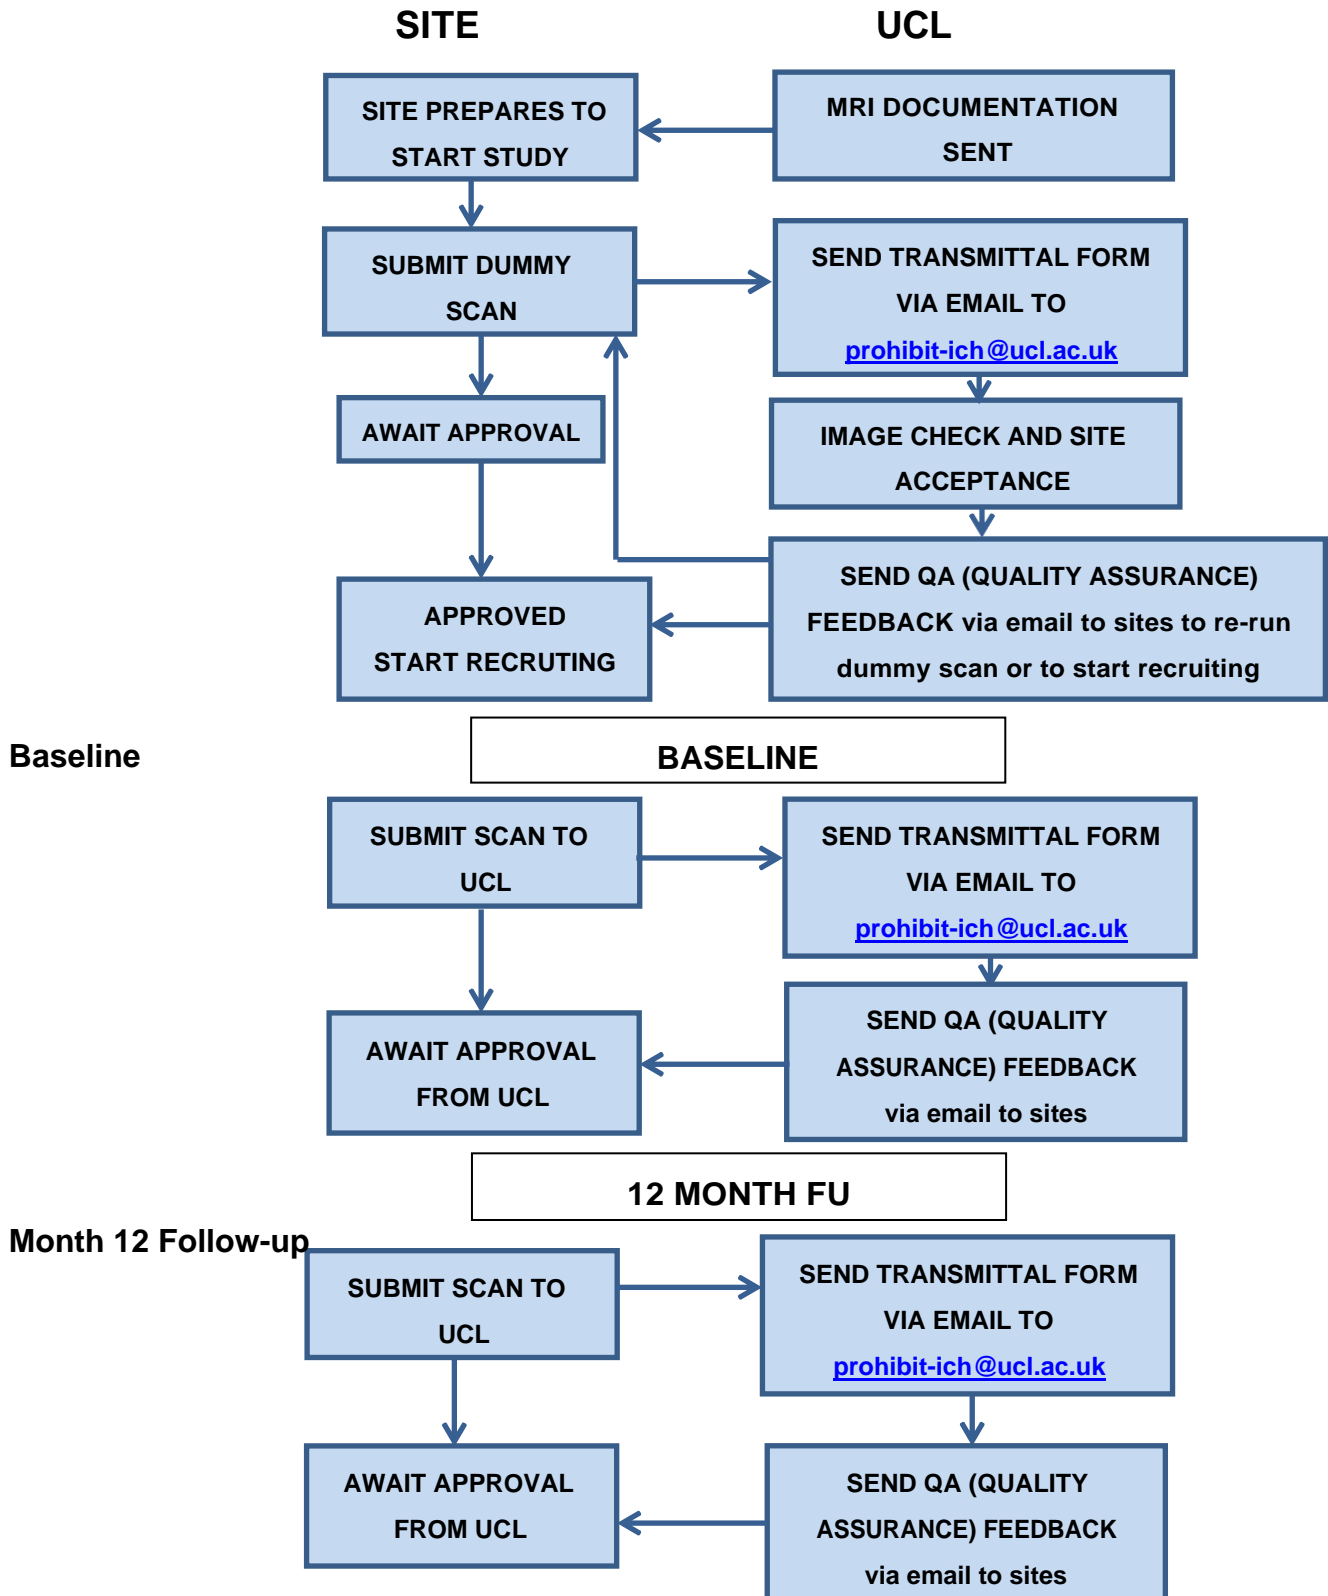 SITE
UCL
SITE PREPARES TO
START STUDY
MRI DOCUMENTATION
SENT
SUBMIT DUMMY
SCAN
SEND TRANSMITTAL FORM
VIA EMAIL TO
prohibit-ich@ucl.ac.uk
AWAIT APPROVAL
IMAGE CHECK AND SITE
ACCEPTANCE
APPROVED
START RECRUTING
SEND QA (QUALITY ASSURANCE)
FEEDBACK via email to sites to re-run
dummy scan or to start recruiting
Baseline
BASELINE
SUBMIT SCAN TO
UCL
SEND TRANSMITTAL FORM
VIA EMAIL TO
prohibit-ich@ucl.ac.uk
AWAIT APPROVAL
FROM UCL
SEND QA (QUALITY
ASSURANCE) FEEDBACK
via email to sites
12 MONTH FU
Month 12 Follow-up
SUBMIT SCAN TO
UCL
SEND TRANSMITTAL FORM
VIA EMAIL TO
prohibit-ich@ucl.ac.uk
AWAIT APPROVAL
FROM UCL
SEND QA (QUALITY
ASSURANCE) FEEDBACK
via email to sites